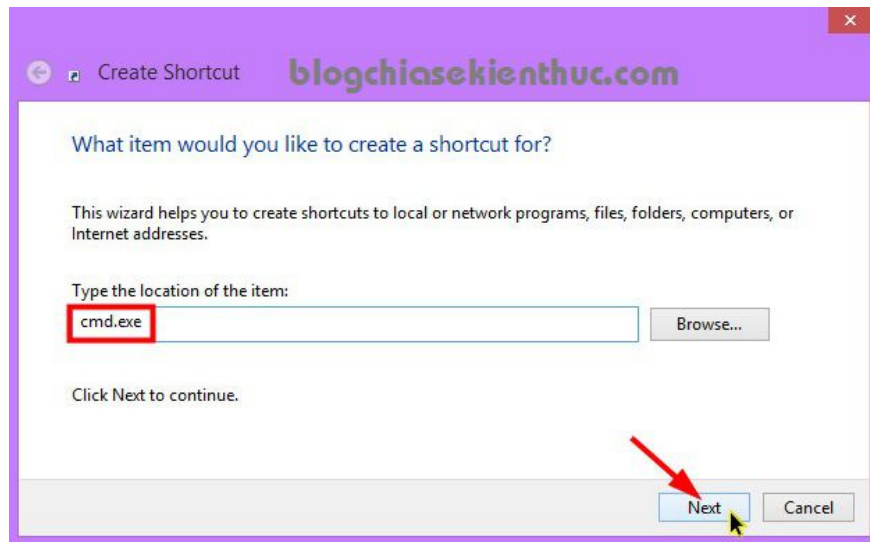 Create Shortcut
blogchiasekienthuc.com
What item would you like to create a shortcut for?
This wizard helps you to create shortcuts to local or network programs, files, folders, computers, or
Internet addresses.
Type the location of the item:
cmd.exe
Browse...
Click Next to continue.
Next
Cancel